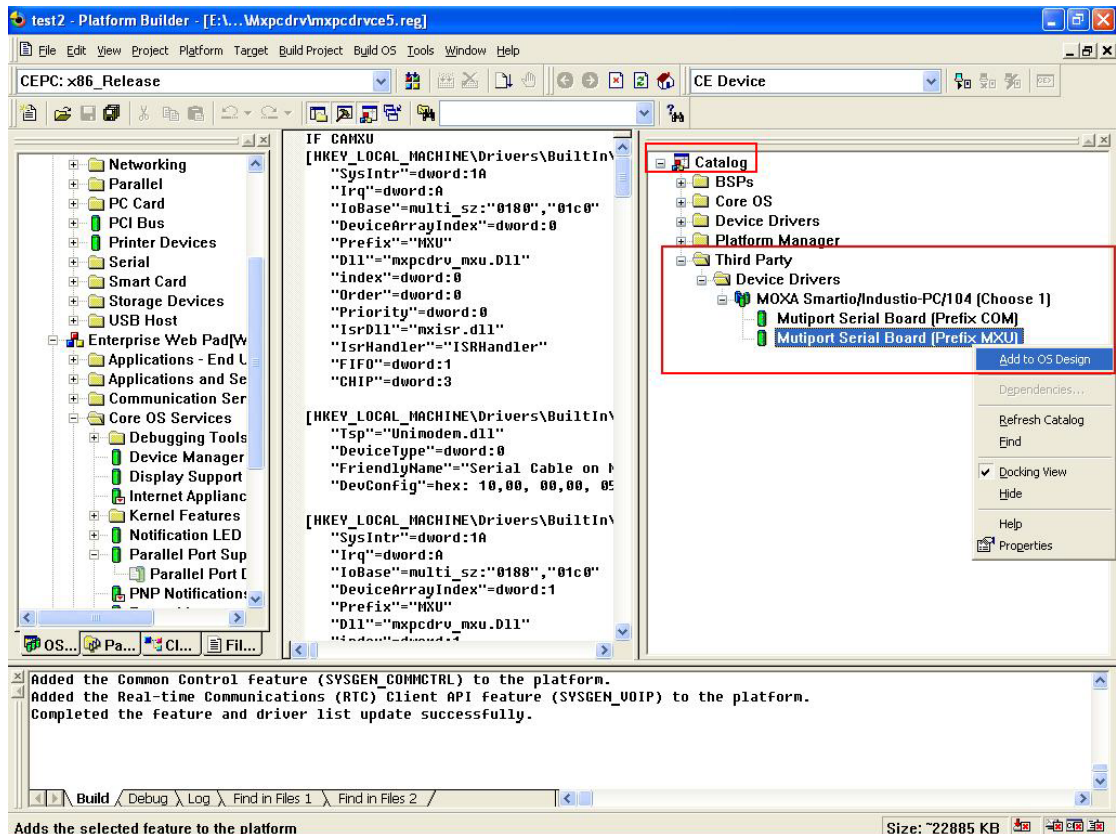 test2 - Platform Builder - [E:\...\Mxpcdrv\mxpcdrvce5.reg]
File Edit View Project Platform Target Build Project Build OS Tools Window Help
CEPC: x86_Release
CE Device
Networking
Parallel
PC Card
PCI Bus
Printer Devices
Serial
Smart Card
Storage Devices
USB Host
Enterprise Web Pad[W
Applications - End U
Applications and Se
Communication Ser
Core OS Services
Debugging Tools
Device Manager
Display Support
Internet Applianc
Kernel Features
Notification LED
Parallel Port Sup
Parallel Port D
PNP Notifications
OS... Pa... Cl... Fil...
IF CAMXU
[HKEY_LOCAL_MACHINE\Drivers\BuiltIn\
"SysIntr"=dword:1A
"Irq"=dword:A
"IoBase"=multi_sz:"0180","01c0"
"DeviceArrayIndex"=dword:0
"Prefix"="MXU"
"Dll"="mxpcdrv_mxu.Dll"
"index"=dword:0
"Order"=dword:0
"Priority"=dword:0
"IsrDll"="mxisr.dll"
"IsrHandler"="ISRHandler"
"FIFO"=dword:1
"CHIP"=dword:3
[HKEY_LOCAL_MACHINE\Drivers\BuiltIn\
"Tsp"="Unimodem.dll"
"DeviceType"=dword:0
"FriendlyName"="Serial Cable on
"DevConfig"=hex: 10,00, 00,00, 05
[HKEY_LOCAL_MACHINE\Drivers\BuiltIn\
"SysIntr"=dword:1A
"Irq"=dword:A
"IoBase"=multi_sz:"0188","01c0"
"DeviceArrayIndex"=dword:1
"Prefix"="MXU"
"Dll"="mxpcdrv_mxu.Dll"
"index"=dword:1
Catalog
BSPs
Core OS
Device Drivers
Platform Manager
Third Party
Device Drivers
MOXA Smartio/Industio-PC/104 (Choose 1)
Mutiport Serial Board (Prefix COM)
Mutiport Serial Board (Prefix MXU)
Add to OS Design
Dependencies...
Refresh Catalog
Find
Docking View
Hide
Help
Properties
Added the Common Control feature (SYSGEN_COMMCTRL) to the platform.
Added the Real-time Communications (RTC) Client API feature (SYSGEN_VOIP) to the platform.
Completed the feature and driver list update successfully.
Build Debug Log Find in Files 1 Find in Files 2
Adds the selected feature to the platform
Size: ~22885 KB